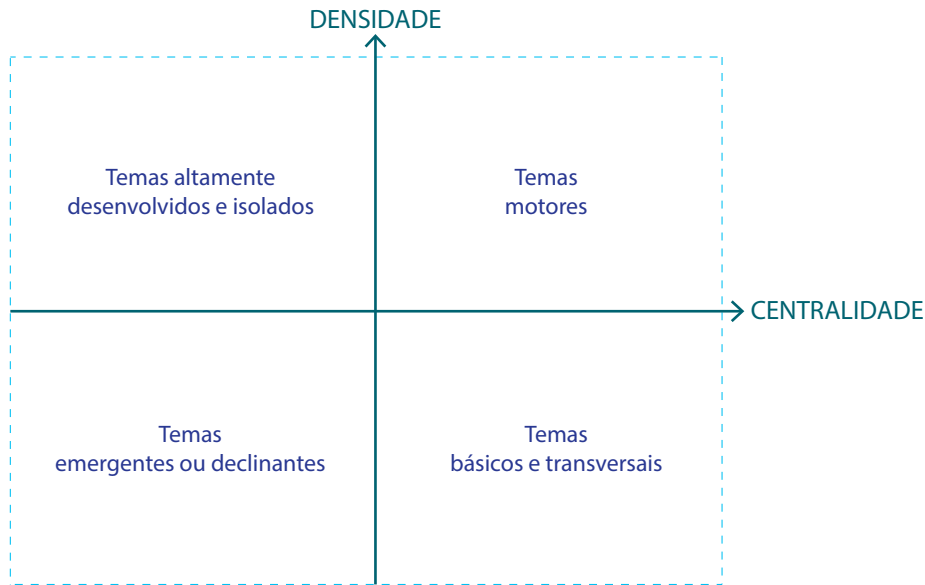 DENSIDADE
Temas altamente
desenvolvidos e isolados
Temas
motores
CENTRALIDADE
Temas
emergentes ou declinantes
Temas
básicos e transversais